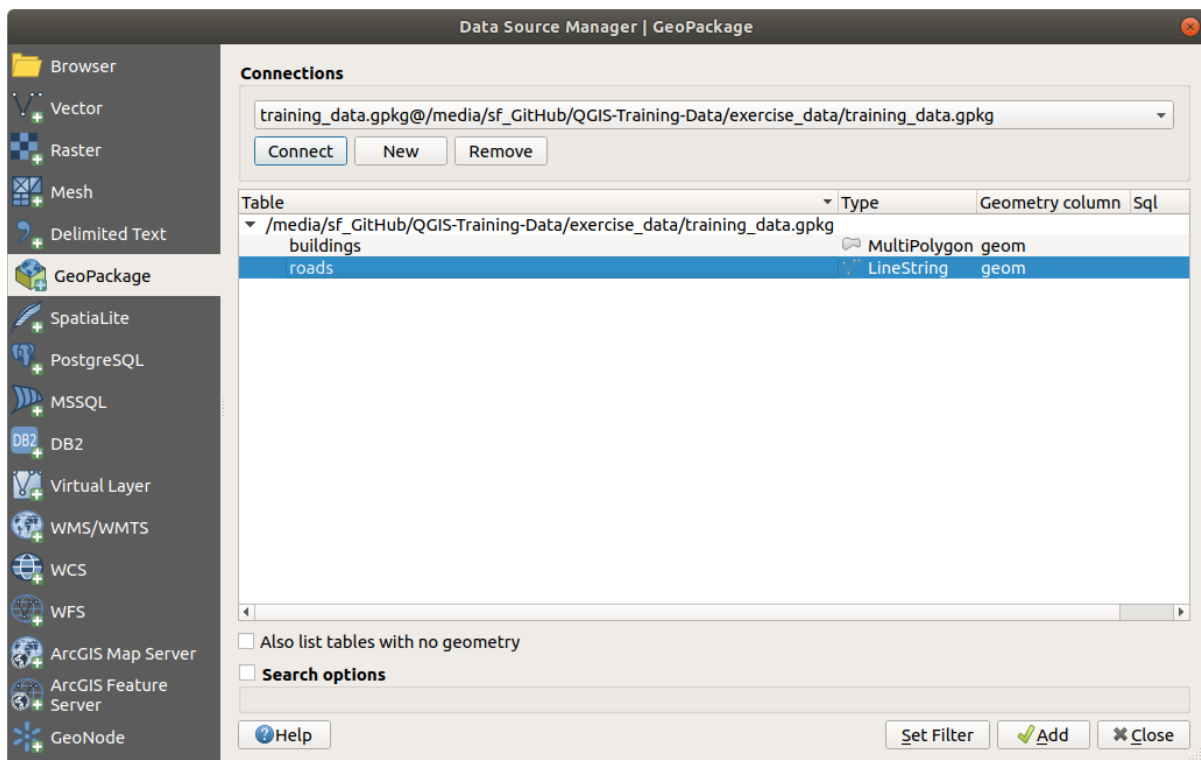 Data Source Manager | GeoPackage
Browser
Vector
Raster
Mesh
Delimited Text
GeoPackage
SpatiaLite
PostgreSQL
MSSQL
DB2
DB2
Virtual Layer
WMS/WMTS
WCS
WFS
ArcGIS Map Server
ArcGIS Feature
Server
GeoNode
Connections
training_data.gpkg@/media/sf_GitHub/QGIS-Training-Data/exercise_data/training_data.gpkg
Connect New Remove
Table Type Geometry column Sql
/media/sf_GitHub/QGIS-Training-Data/exercise_data/training_data.gpkg
buildings MultiPolygon geom
roads LineString geom
Also list tables with no geometry
Search options
Help Set Filter Add Close